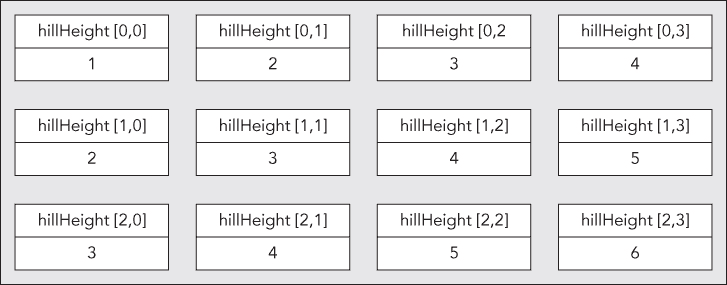 hillHeight [0,0] hillHeight [0,1] hillHeight [0,2 hillHeight [0,3]
1 2 3 4
hillHeight [1,0] hillHeight [1,1] hillHeight [1,2] hillHeight [1,3]
2 3 4 5
hillHeight [2,0] hillHeight [2,1] hillHeight [2,2] hillHeight [2,3]
3 4 5 6